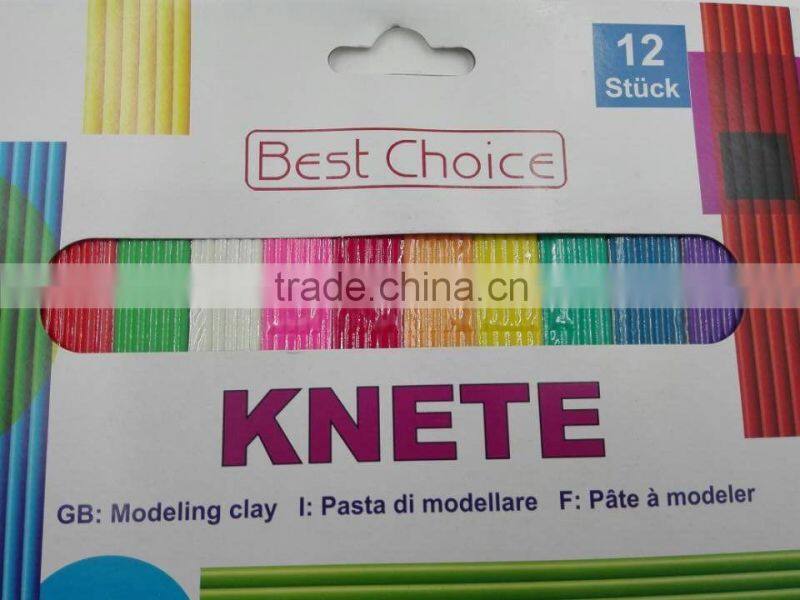 12
Stück
Best Choice
trade.china.cn
KNETE
GB: Modeling clay I: Pasta di modellare F: Pâte à modeler